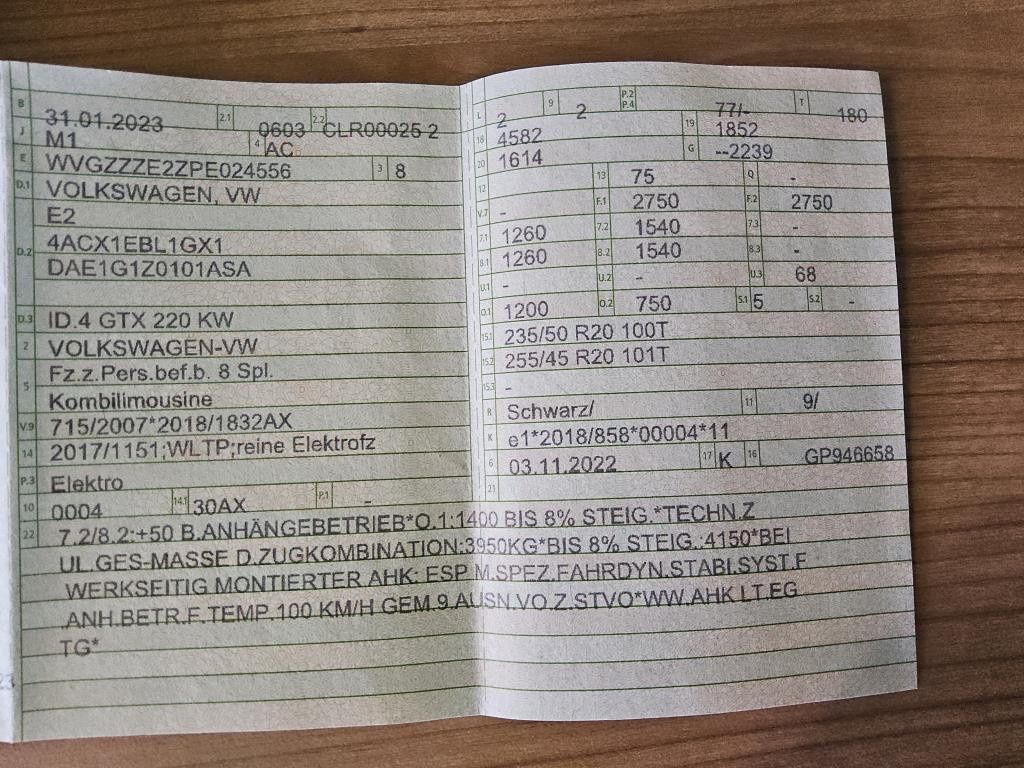 B 31.01.2023 2.1 0603 2.2 CLR00025 2
J M1 4 AC
E WVGZZZE2ZPE024556 3 8
D.1 VOLKSWAGEN, VW
E2
D.2 4ACX1EBL1GX1
DAE1G1Z0101ASA
D.3 ID.4 GTX 220 KW
2 VOLKSWAGEN-VW
5 Fz.z.Pers.bef.b. 8 Spl.
Kombilimousine
V.9 715/2007*2018/1832AX
14 2017/1151;WLTP;reine Elektrofz
P.3 Elektro
10 0004 14.1 30AX P.1 -
L 2 9 2 P.2 P.4 77/- T 180
18 4582 19 1852
20 1614 G --2239
12 13 75 Q -
V.7 - F.1 2750 F.2 2750
7.1 1260 7.2 1540 7.3 -
8.1 1260 8.2 1540 8.3 -
U.1 - U.2 - U.3 68
O.1 1200 O.2 750 S.1 5 S.2 -
15.1 235/50 R20 100T
15.2 255/45 R20 101T
15.3 -
R Schwarz/ 11 9/
K e1*2018/858*00004*11
6 03.11.2022 17 K 16 GP946658
21
22 7.2/8.2:+50 B.ANHÄNGEBETRIEB*O.1:1400 BIS 8% STEIG.*TECHN.Z
UL.GES-MASSE D.ZUGKOMBINATION:3950KG*BIS 8% STEIG.:4150*BEI
WERKSEITIG MONTIERTER AHK: ESP M.SPEZ.FAHRDYN.STABI.SYST.F
.ANH.BETR.F.TEMP.100 KM/H GEM.9.AUSN.VO.Z.STVO*WW.AHK LT.EG
TG*